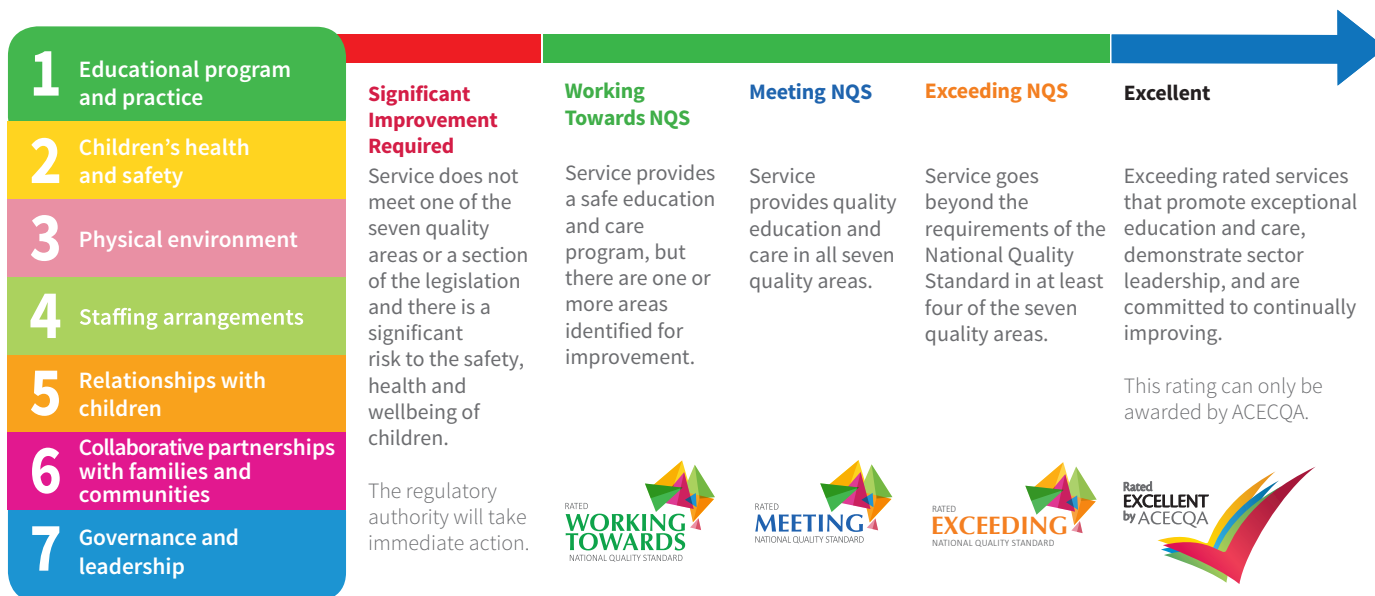 1
Educational program
and practice
2
Children's health
and safety
3
Physical environment
4
Staffing arrangements
5
Relationships with
children
6
Collaborative partnerships
with families and
communities
7
Governance and
leadership
Significant
Improvement
Required
Service does not
meet one of the
seven quality
areas or a section
of the legislation
and there is a
significant
risk to the safety,
health and
wellbeing of
children.
The regulatory
authority will take
immediate action.
Working
Towards NQS
Service provides
a safe education
and care
program, but
there are one or
more areas
identified for
improvement.
RATED
WORKING
TOWARDS
NATIONAL QUALITY STANDARD
Meeting NQS
Service
provides quality
education and
care in all seven
quality areas.
RATED
MEETING
NATIONAL QUALITY STANDARD
Exceeding NQS
Service goes
beyond the
requirements of the
National Quality
Standard in at least
four of the seven
quality areas.
RATED
EXCEEDING
NATIONAL QUALITY STANDARD
Excellent
Exceeding rated services
that promote exceptional
education and care,
demonstrate sector
leadership, and are
committed to continually
improving.
This rating can only be
awarded by ACECQA.
Rated
EXCELLENT
by ACECQA